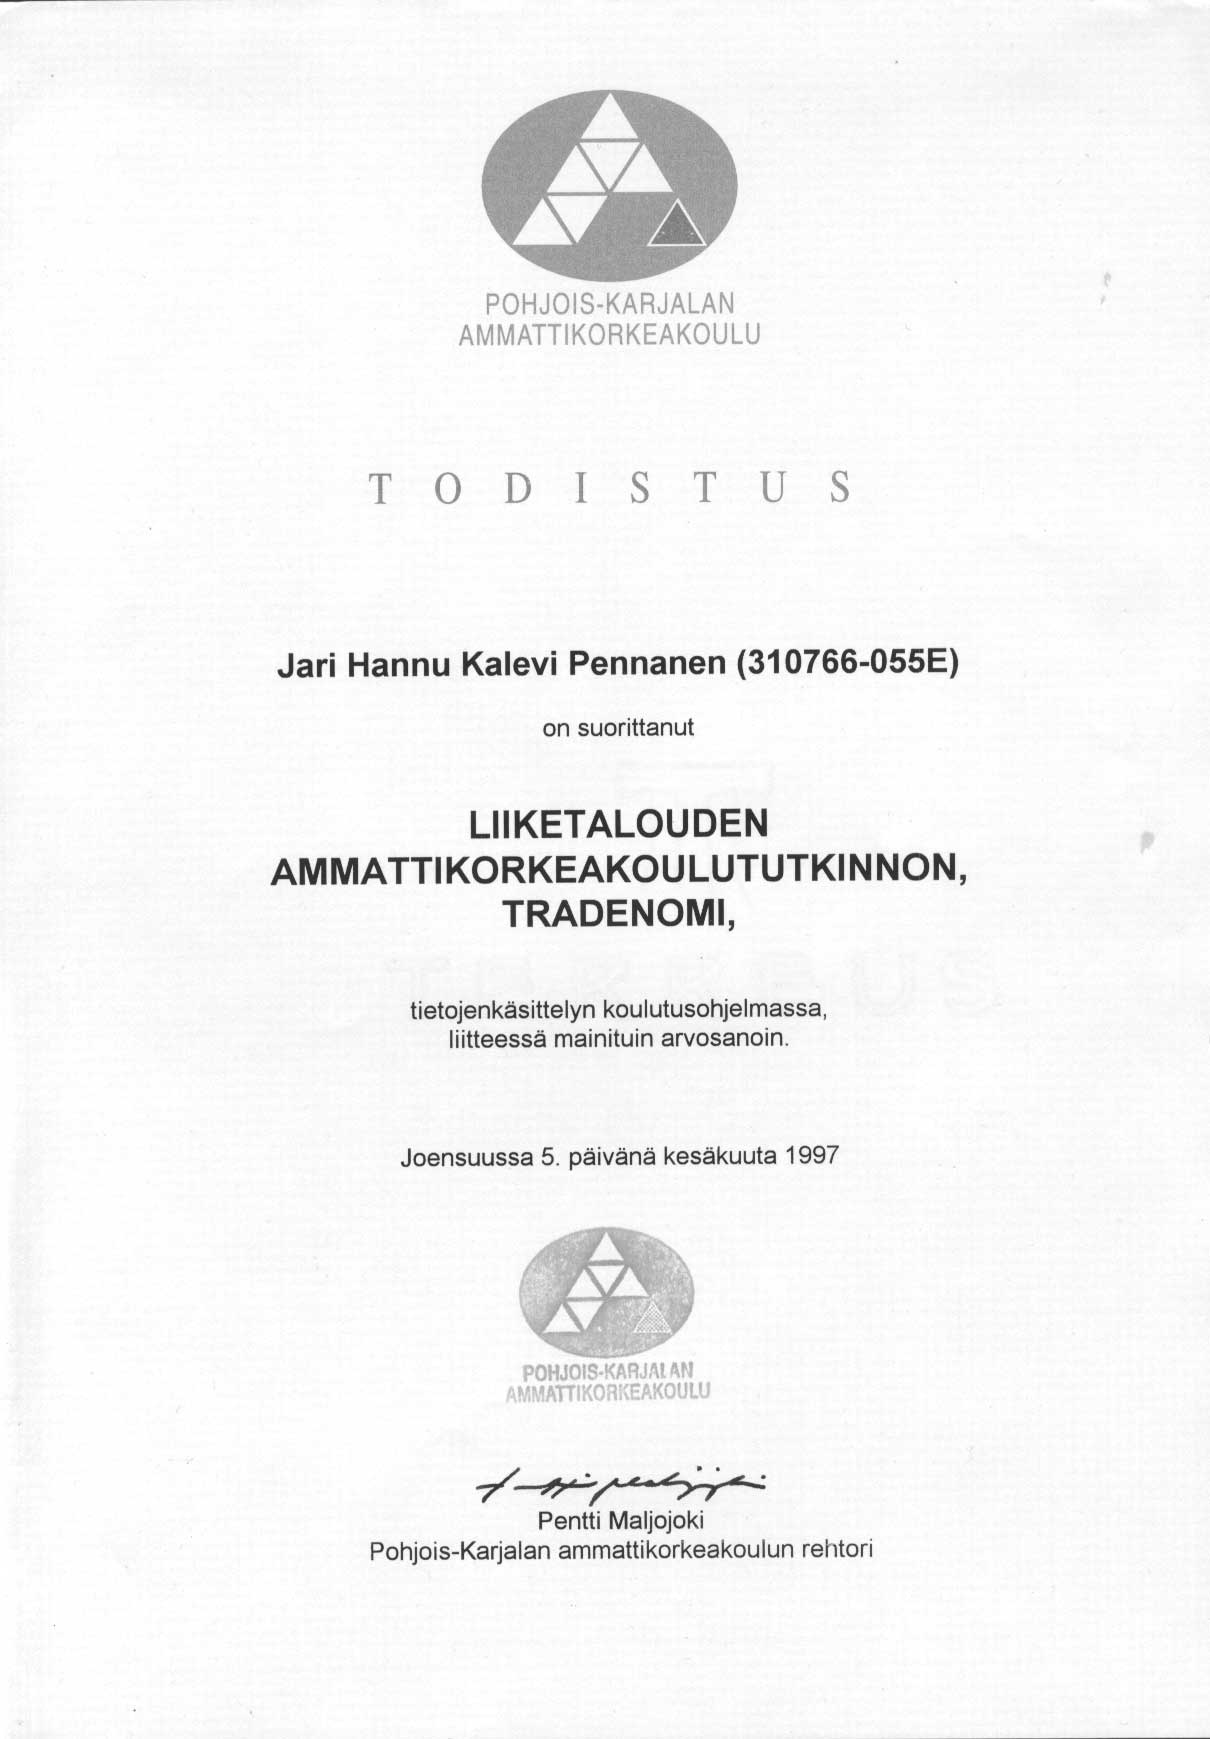 POHJOIS-KARJALAN
AMMATTIKORKEAKOULU
TODISTUS
Jari Hannu Kalevi Pennanen (310766-055E)
on suorittanut
LIIKETALOUDEN
AMMATTIKORKEAKOULUTUTKINNON,
TRADENOMI,
tietojenkäsittelyn koulutusohjelmassa,
liitteessä mainituin arvosanoin.
Joensuussa 5. päivänä kesäkuuta 1997
POHJOIS-KARJALAN
AMMATTIKORKEAKOULU
Pentti Maljojoki
Pohjois-Karjalan ammattikorkeakoulun rehtori